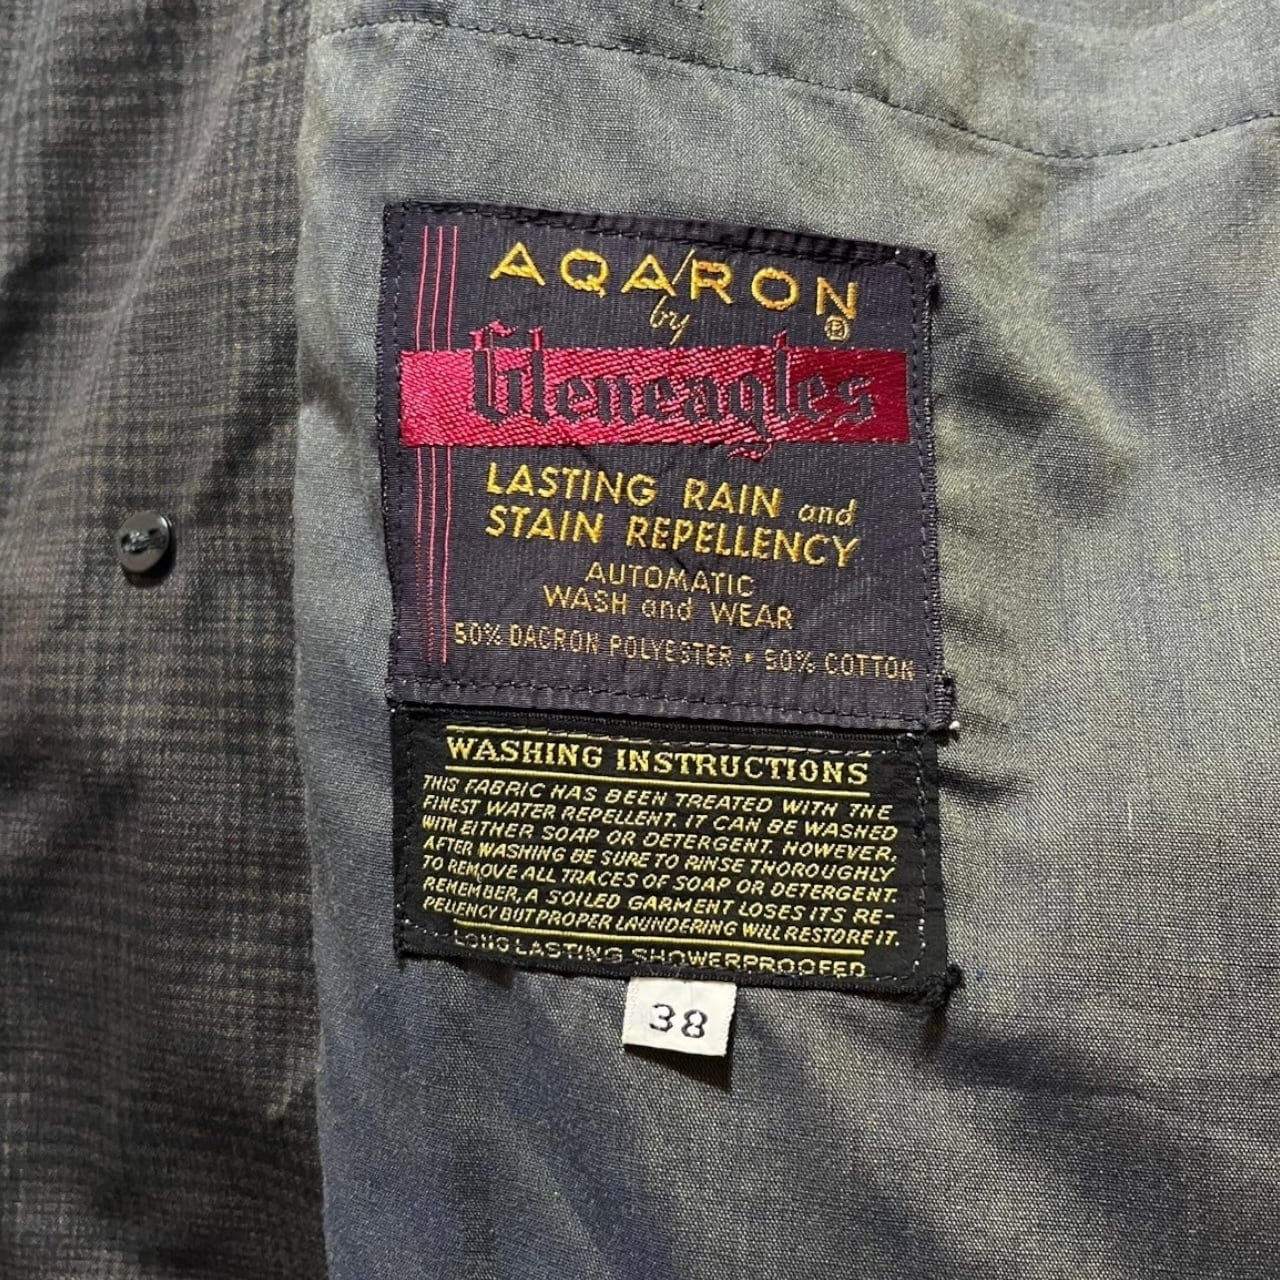 AQARON
by
®
Gleneagles
LASTING RAIN and
STAIN REPELLENCY
AUTOMATIC
WASH and WEAR
50% DACRON POLYESTER • 50% COTTON
WASHING INSTRUCTIONS
THIS FABRIC HAS BEEN TREATED WITH THE
FINEST WATER REPELLENT. IT CAN BE WASHED
WITH EITHER SOAP OR DETERGENT. HOWEVER,
AFTER WASHING BE SURE TO RINSE THOROUGHLY
TO REMOVE ALL TRACES OF SOAP OR DETERGENT.
REMEMBER, A SOILED GARMENT LOSES ITS RE-
PELLENCY BUT PROPER LAUNDERING WILL RESTORE IT.
LONG LASTING SHOWERPROOFED
38